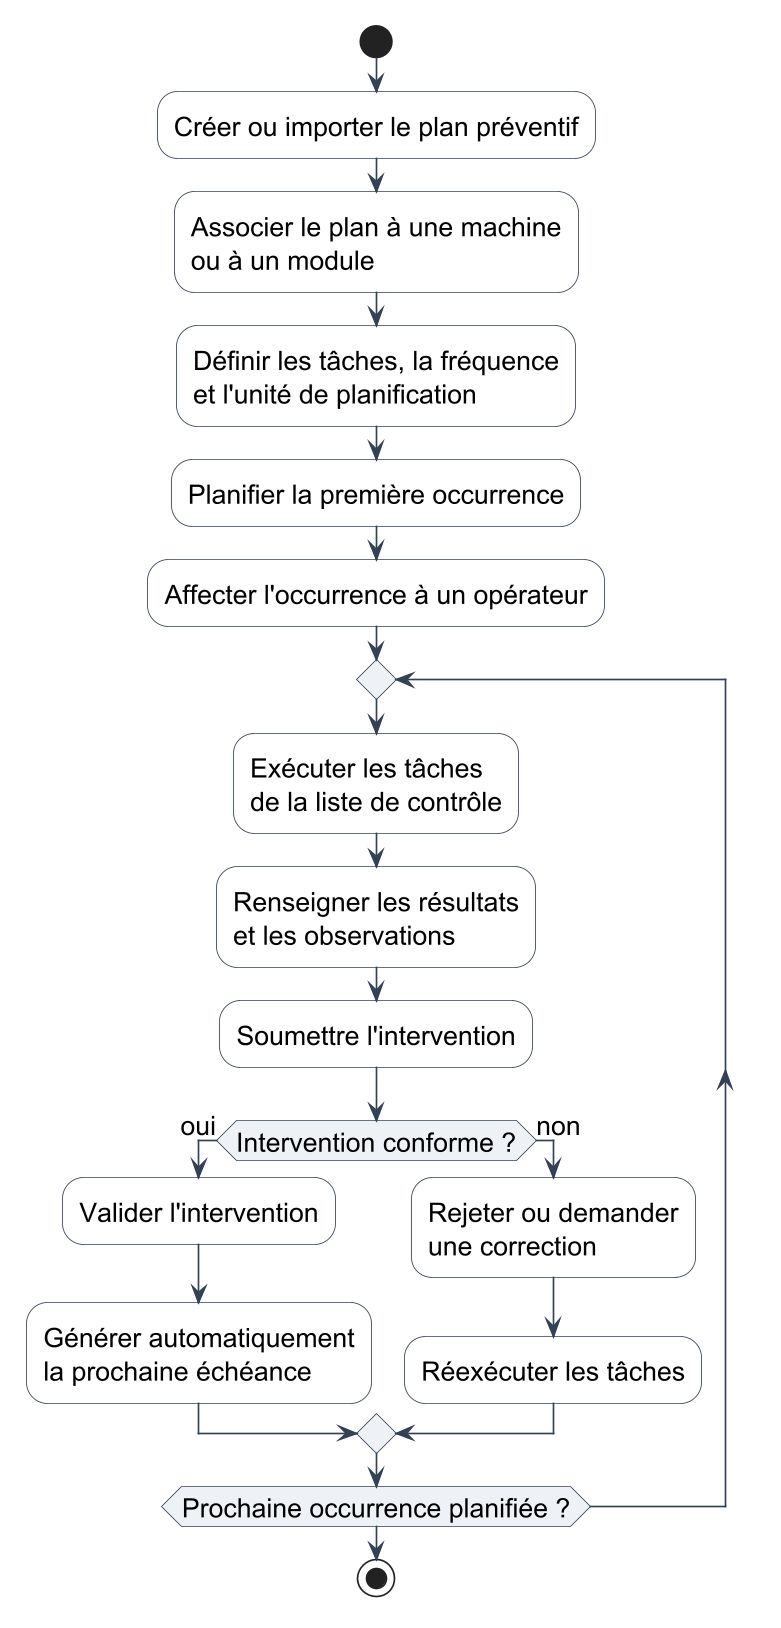 Créer ou importer le plan préventif
Associer le plan à une machine
ou à un module
Définir les tâches, la fréquence
et l'unité de planification
Planifier la première occurrence
Affecter l'occurrence à un opérateur
Exécuter les tâches
de la liste de contrôle
Renseigner les résultats
et les observations
Soumettre l'intervention
oui
Intervention conforme ?
non
Valider l'intervention
Générer automatiquement
la prochaine échéance
Rejeter ou demander
une correction
Réexécuter les tâches
Prochaine occurrence planifiée ?